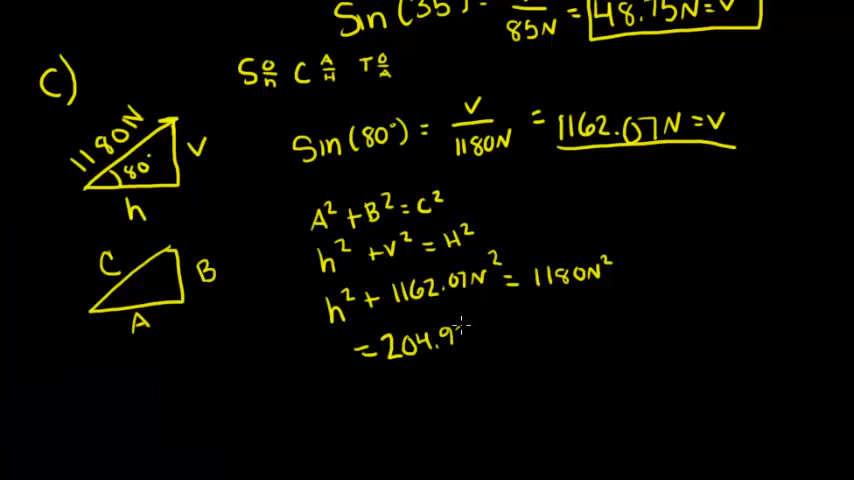 Sin (35°) = V/85N = 48.75N = V
C)
S O/H C A/H T O/A
1180N
80°
V
h
Sin (80°) = V/1180N = 1162.07N = V
C
B
A
A² + B² = C²
h² + V² = H²
h² + 1162.07N² = 1180N²
= 204.9